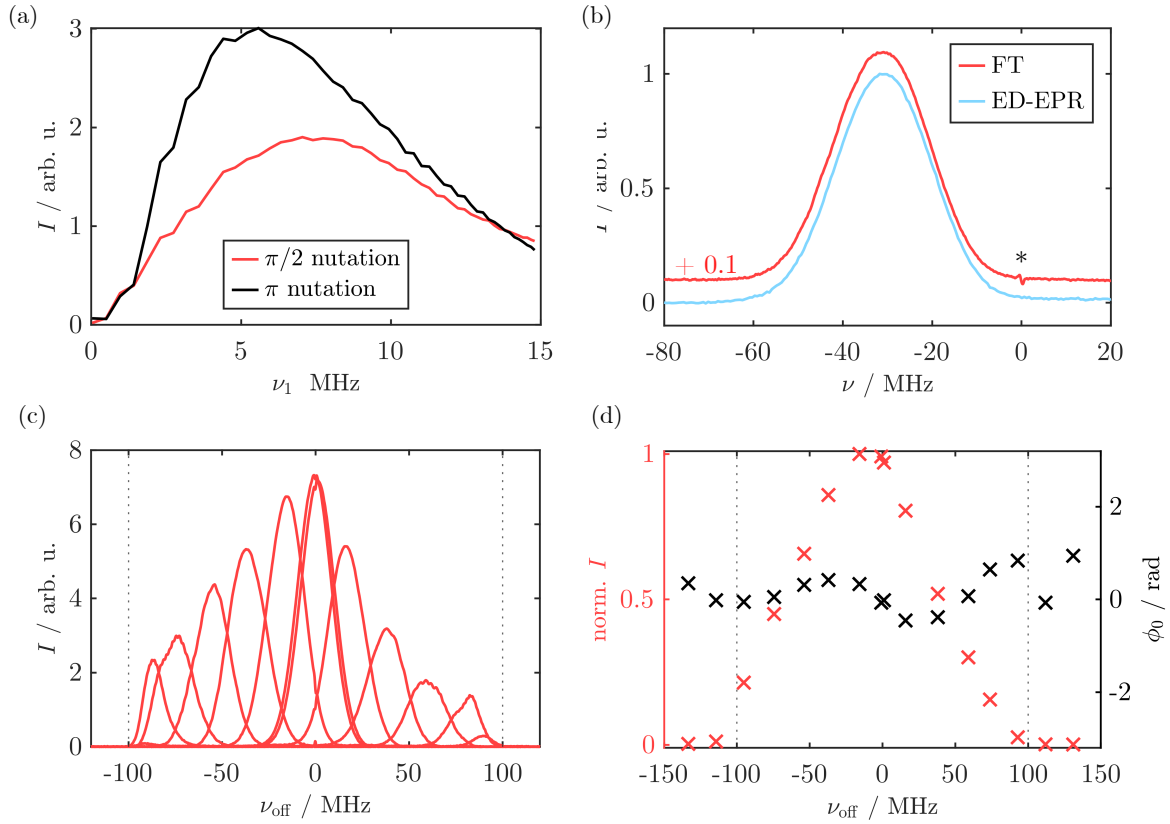 (a)
3
2
1
0
I / arb. u.
π/2 nutation
π nutation
0 5 10 15
ν₁ MHz
(b)
1
0.5
0
/ arb. u.
FT
ED-EPR
+ 0.1
*
-80 -60 -40 -20 0 20
ν / MHz
(c)
8
6
4
2
0
I / arb. u.
-100 -50 0 50 100
ν_off / MHz
(d)
1
0.5
0
norm. I
2
0
-2
ϕ₀ / rad
-150 -100 -50 0 50 100 150
ν_off / MHz